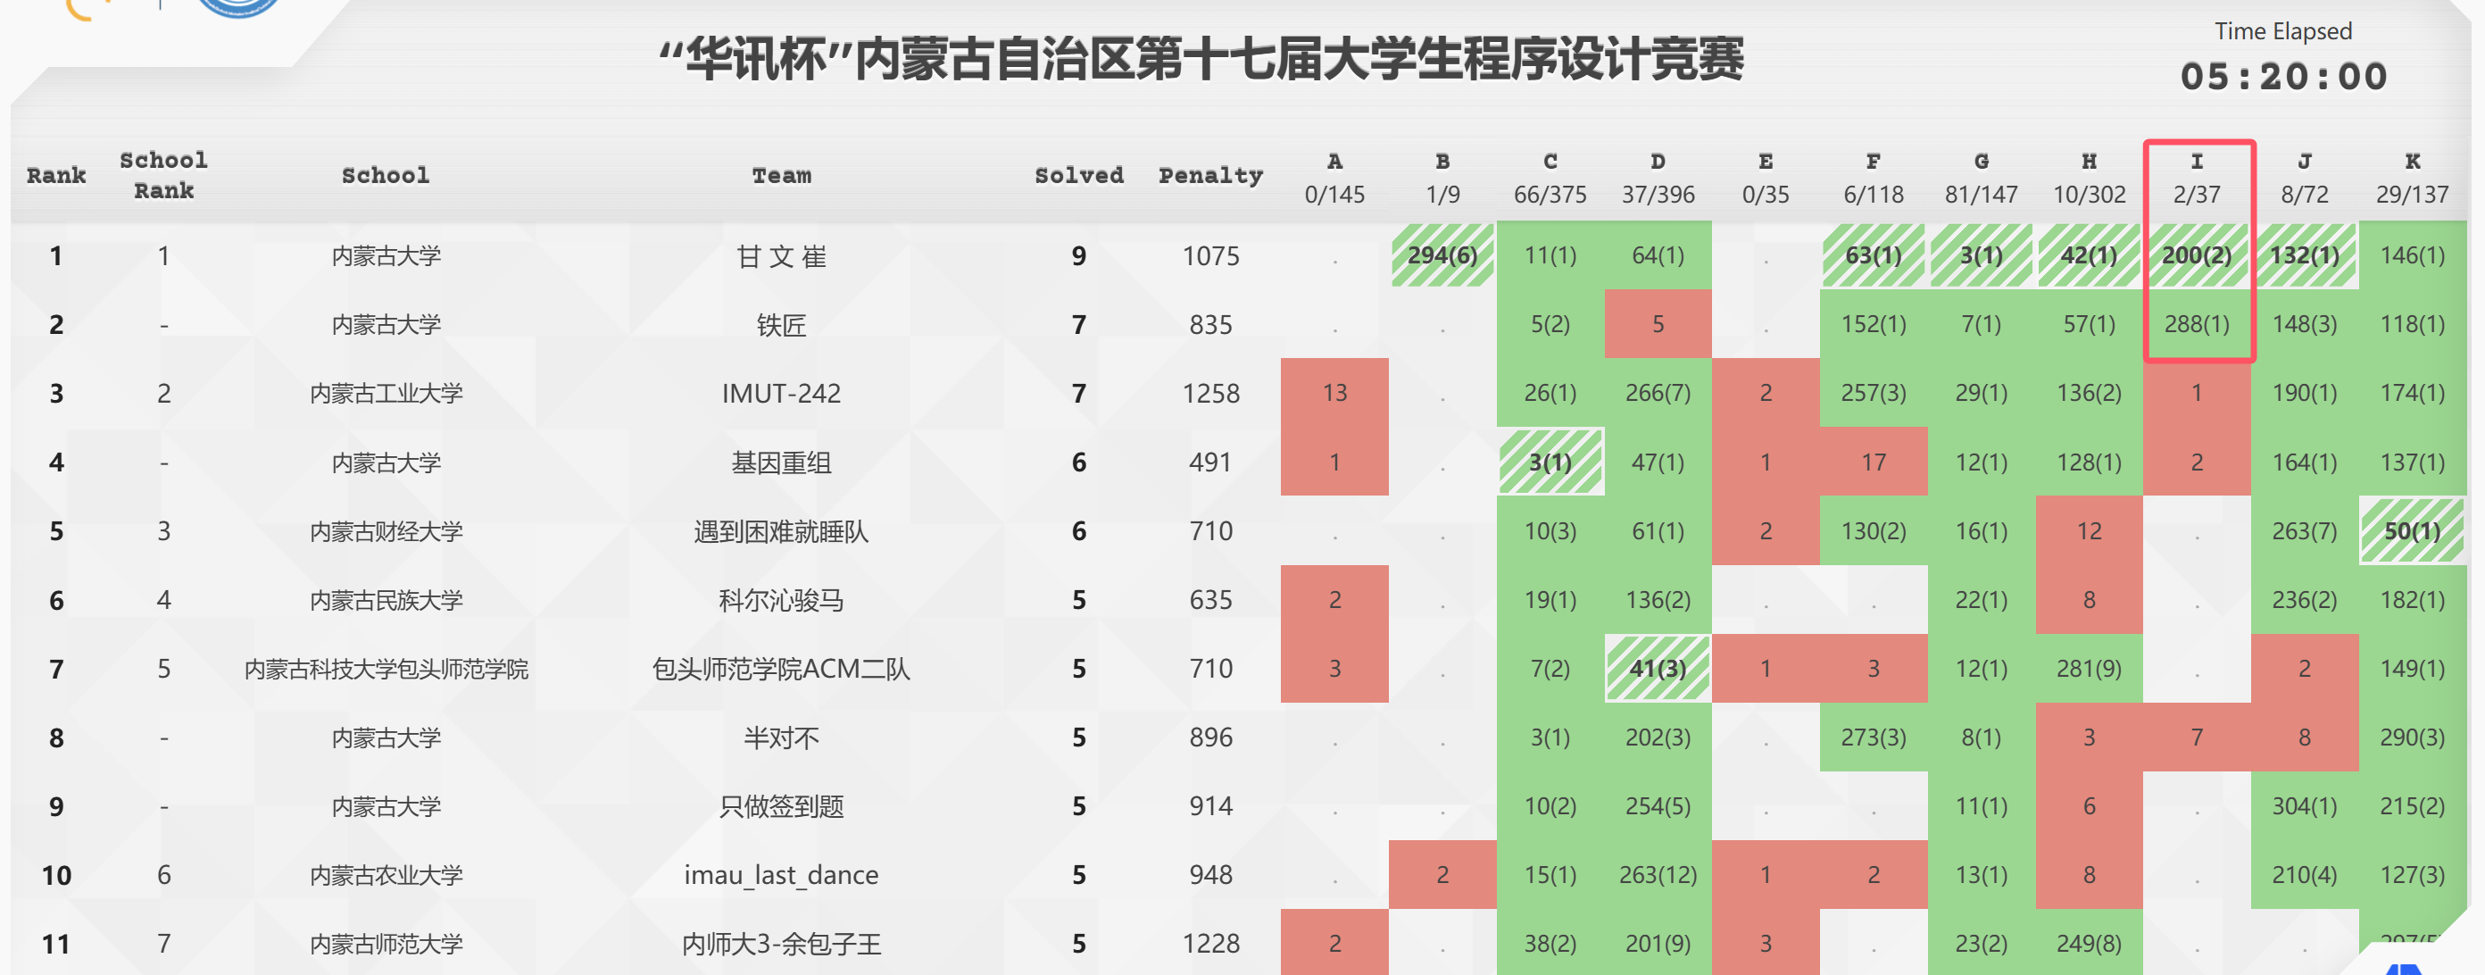 “华讯杯”内蒙古自治区第十七届大学生程序设计竞赛
Time Elapsed
05:20:00
Rank School Rank School Team Solved Penalty A B C D E F G H I J K
0/145 1/9 66/375 37/396 0/35 6/118 81/147 10/302 2/37 8/72 29/137
1 1 内蒙古大学 甘 文 崔 9 1075 . 294(6) 11(1) 64(1) . 63(1) 3(1) 42(1) 200(2) 132(1) 146(1)
2 - 内蒙古大学 铁匠 7 835 . . 5(2) 5 . 152(1) 7(1) 57(1) 288(1) 148(3) 118(1)
3 2 内蒙古工业大学 IMUT-242 7 1258 13 . 26(1) 266(7) 2 257(3) 29(1) 136(2) 1 190(1) 174(1)
4 - 内蒙古大学 基因重组 6 491 1 . 3(1) 47(1) 1 17 12(1) 128(1) 2 164(1) 137(1)
5 3 内蒙古财经大学 遇到困难就睡队 6 710 . . 10(3) 61(1) 2 130(2) 16(1) 12 . 263(7) 50(1)
6 4 内蒙古民族大学 科尔沁骏马 5 635 2 . 19(1) 136(2) . . 22(1) 8 . 236(2) 182(1)
7 5 内蒙古科技大学包头师范学院 包头师范学院ACM二队 5 710 3 . 7(2) 41(3) 1 3 12(1) 281(9) . 2 149(1)
8 - 内蒙古大学 半对不 5 896 . . 3(1) 202(3) . 273(3) 8(1) 3 7 8 290(3)
9 - 内蒙古大学 只做签到题 5 914 . . 10(2) 254(5) . . 11(1) 6 . 304(1) 215(2)
10 6 内蒙古农业大学 imau_last_dance 5 948 . 2 15(1) 263(12) 1 2 13(1) 8 . 210(4) 127(3)
11 7 内蒙古师范大学 内师大3-余包子王 5 1228 2 . 38(2) 201(9) 3 . 23(2) 249(8) . .